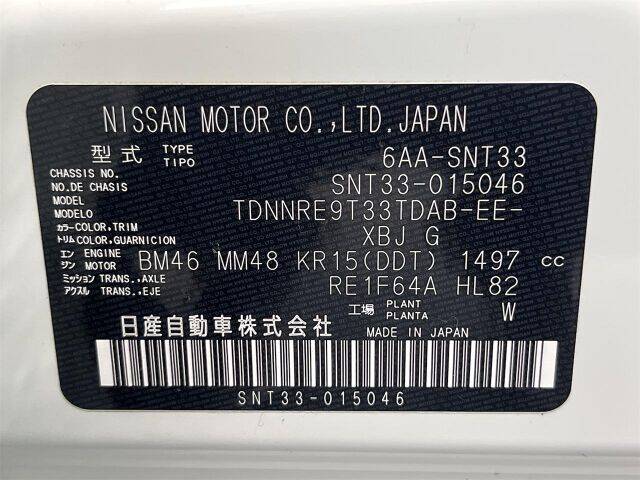 NISSAN MOTOR CO.,LTD.JAPAN
型式 TYPE TIPO 6AA-SNT33
CHASSIS NO. NO.DE CHASSIS SNT33-015046
MODEL MODELO TDNNRE9T33TDAB-EE-
カラー COLOR,TRIM トリム COLOR,GUARNICION XBJ G
エン ENGINE ジン MOTOR BM46 MM48 KR15(DDT) 1497 cc
ミッション TRANS.,AXLE アクスル TRANS.,EJE RE1F64A HL82
工場 PLANT PLANTA W
日産自動車株式会社 MADE IN JAPAN
SNT33-015046